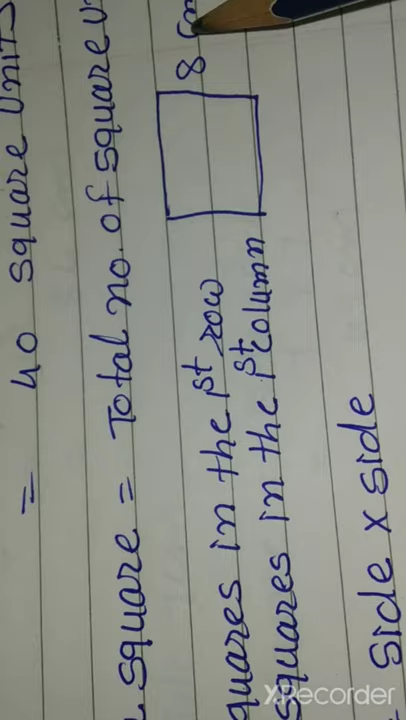 = 40 square units
square = Total no. of square
8 cm
squares in the 1st row
squares in the 1st column
side x side
XRecorder